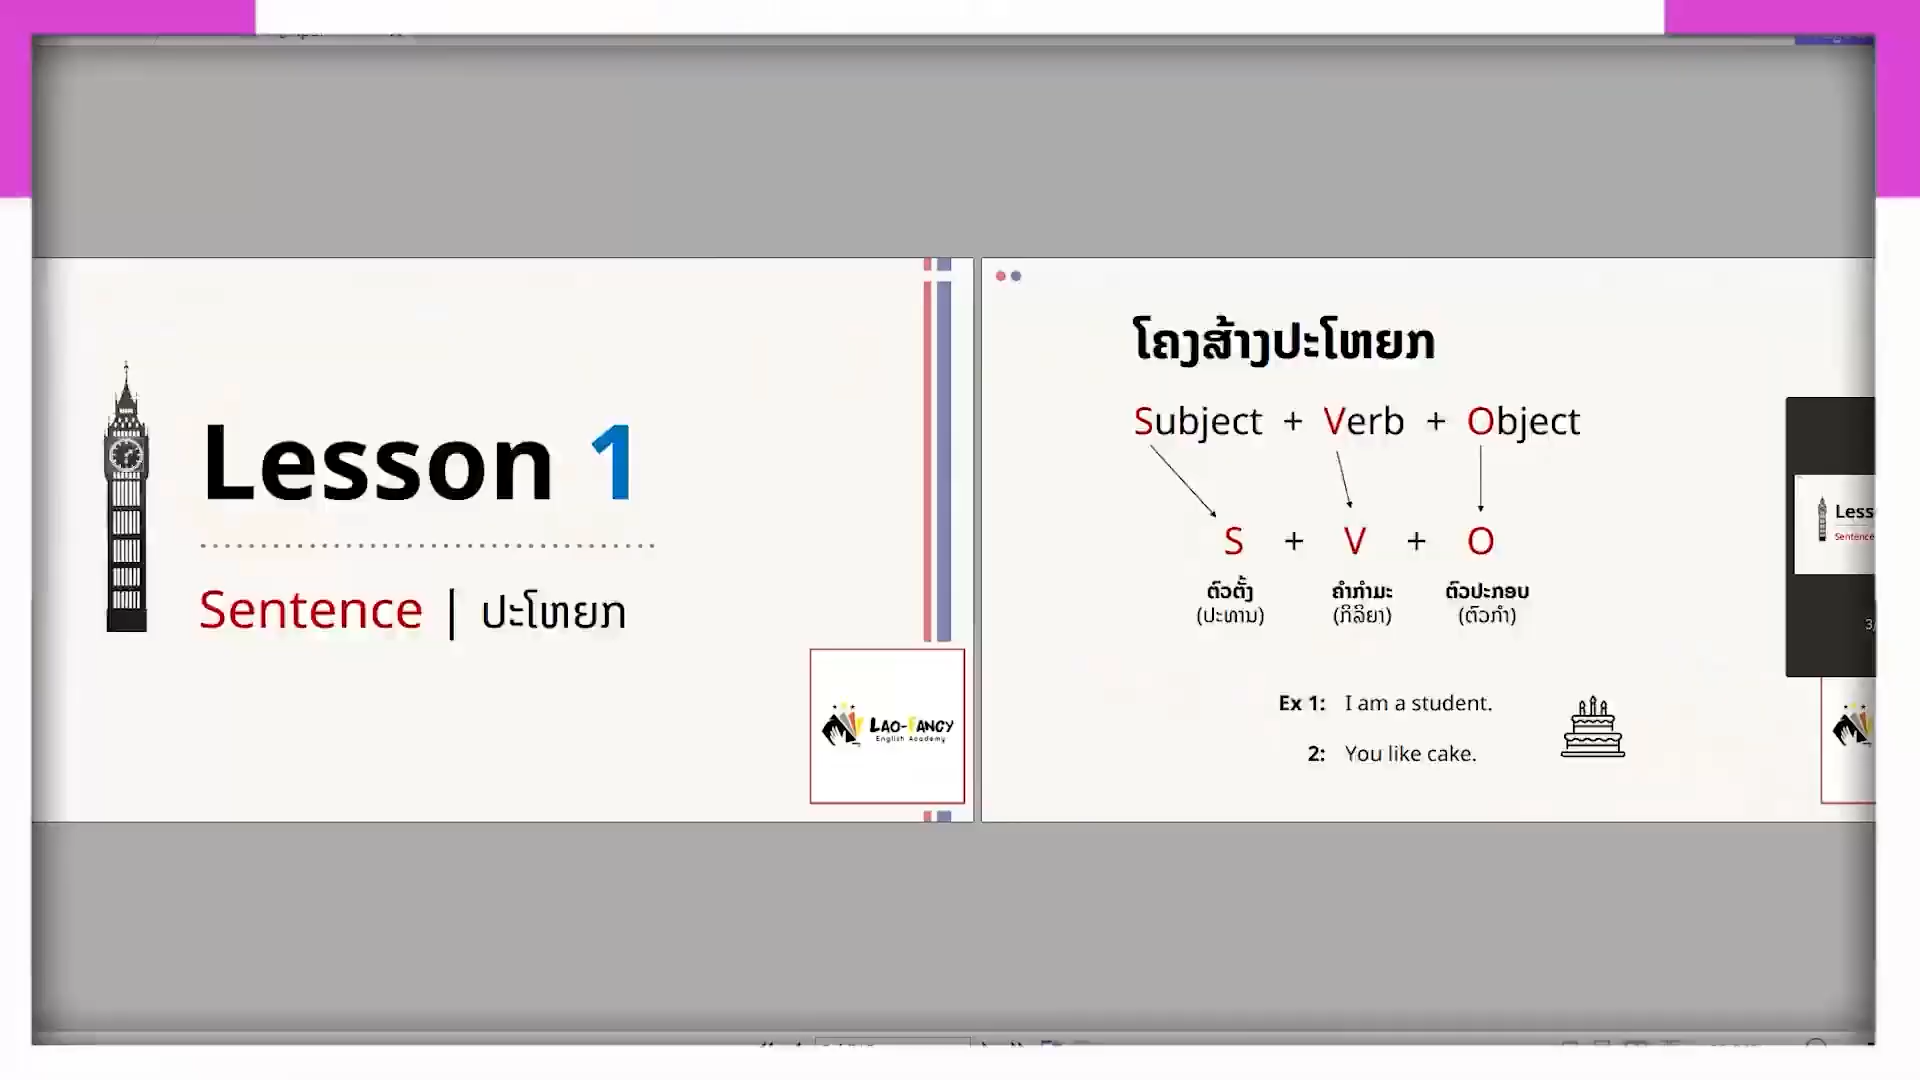 Lesson 1
Sentence | ປະໂຫຍກ
LAO-FANCY
English Academy
ໂຄງສ້າງປະໂຫຍກ
Subject + Verb + Object
S + V + O
ຕົວຕັ້ງ ຄຳກຳມະ ຕົວປະກອບ
(ປະທານ) (ກິລິຍາ) (ຕົວກຳ)
Ex 1: I am a student.
2: You like cake.
Less
Sentence
3/